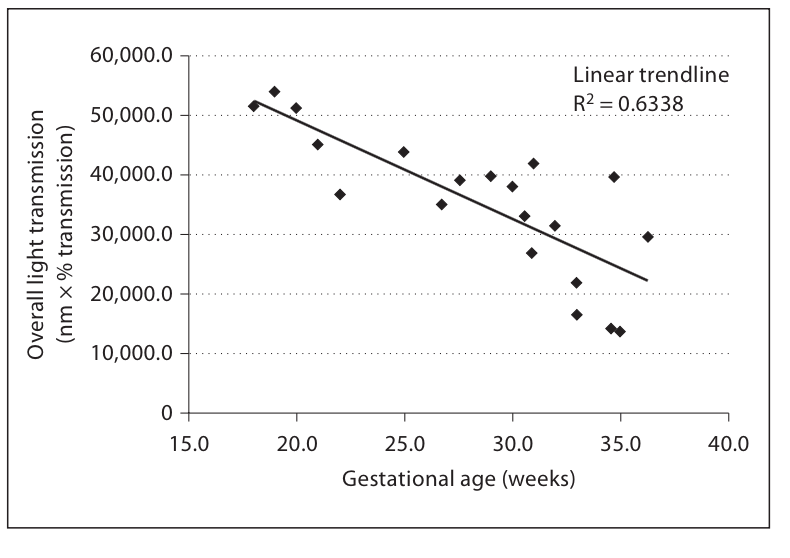 60,000.0
50,000.0
40,000.0
30,000.0
20,000.0
10,000.0
0
Overall light transmission
(nm × % transmission)
Linear trendline
R² = 0.6338
15.0 20.0 25.0 30.0 35.0 40.0
Gestational age (weeks)